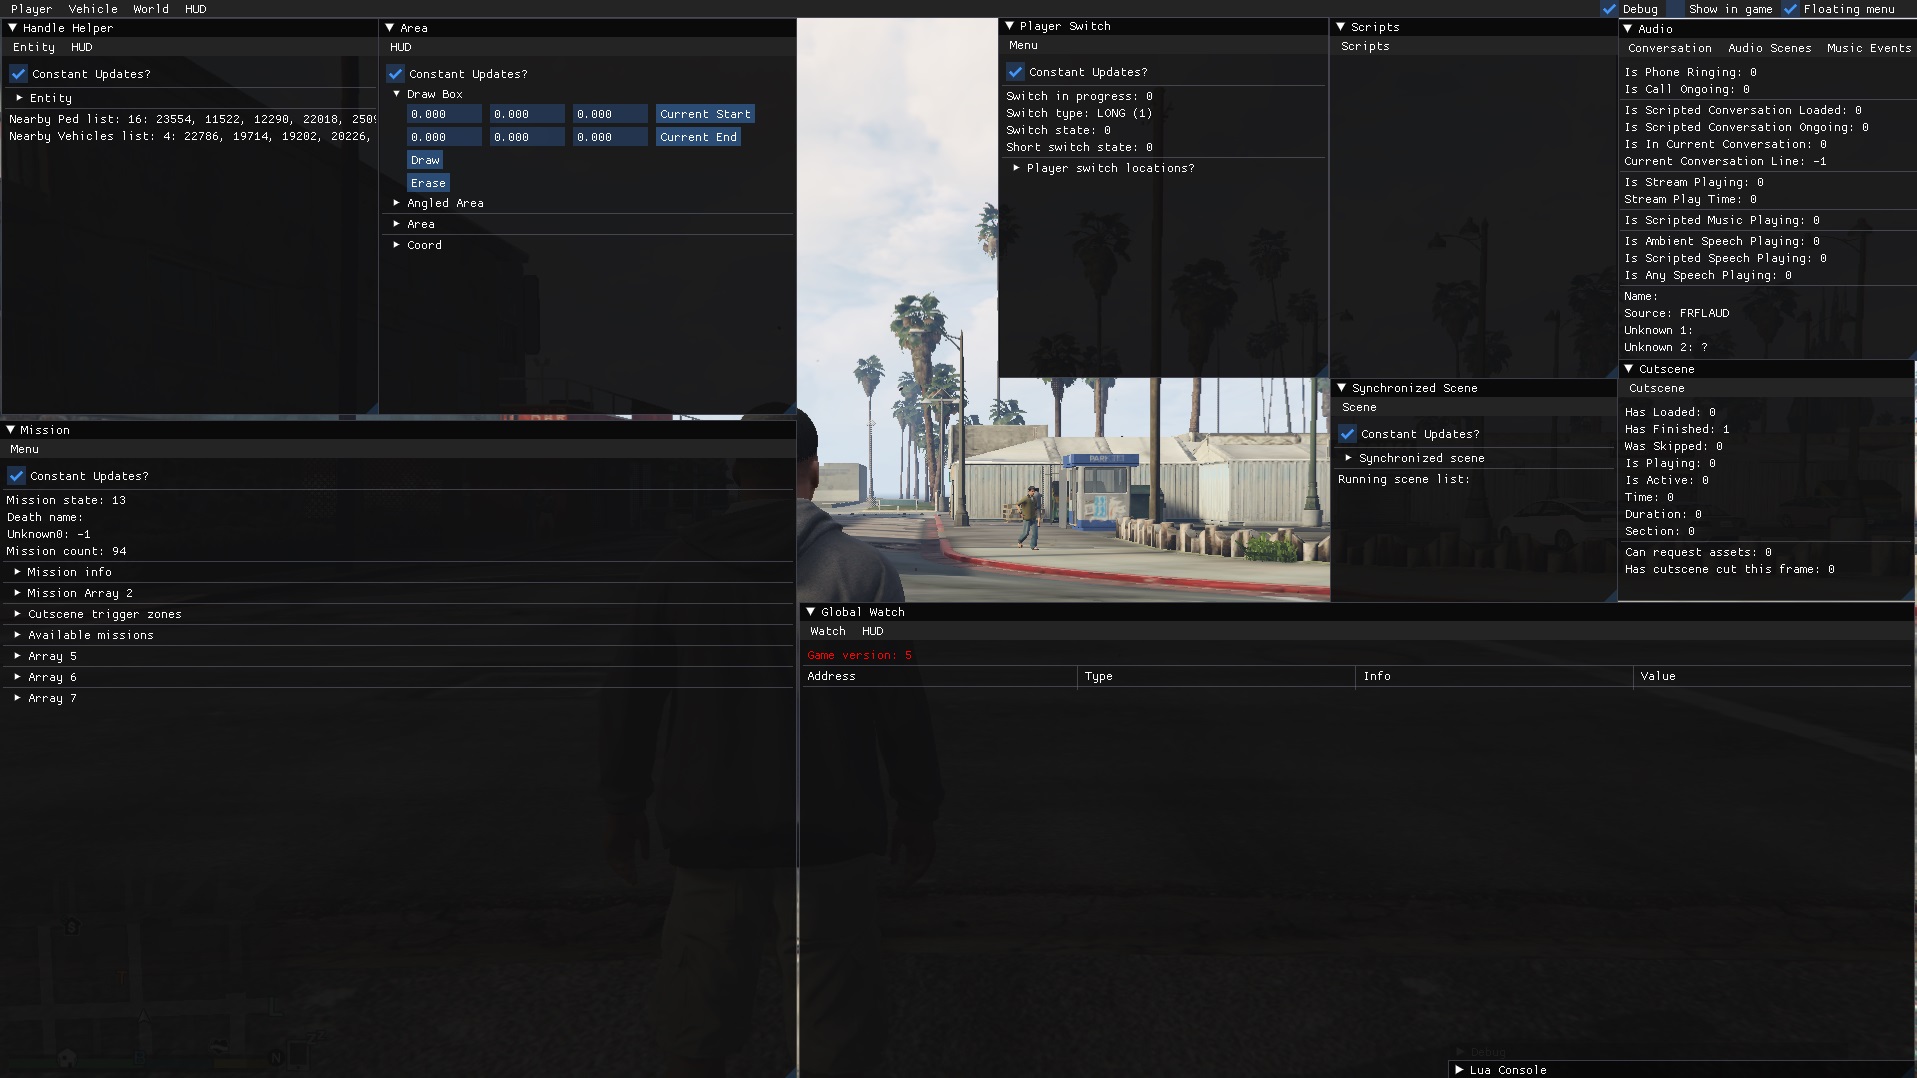 Player Vehicle World HUD
Debug Show in game Floating menu
Handle Helper
Entity HUD
Constant Updates?
Entity
Nearby Ped list: 16: 23554, 11522, 12290, 22018, 2509
Nearby Vehicles list: 4: 22786, 19714, 19202, 20226,
Area
HUD
Constant Updates?
Draw Box
0.000 0.000 0.000 Current Start
0.000 0.000 0.000 Current End
Draw
Erase
Angled Area
Area
Coord
Player Switch
Menu
Constant Updates?
Switch in progress: 0
Switch type: LONG (1)
Switch state: 0
Short switch state: 0
Player switch locations?
Scripts
Scripts
Audio
Conversation Audio Scenes Music Events
Is Phone Ringing: 0
Is Call Ongoing: 0
Is Scripted Conversation Loaded: 0
Is Scripted Conversation Ongoing: 0
Is In Current Conversation: 0
Current Conversation Line: -1
Is Stream Playing: 0
Stream Play Time: 0
Is Scripted Music Playing: 0
Is Ambient Speech Playing: 0
Is Scripted Speech Playing: 0
Is Any Speech Playing: 0
Name:
Source: FRFLAUD
Unknown 1:
Unknown 2: ?
Synchronized Scene
Scene
Constant Updates?
Synchronized scene
Running scene list:
Cutscene
Cutscene
Has Loaded: 0
Has Finished: 1
Was Skipped: 0
Is Playing: 0
Is Active: 0
Time: 0
Duration: 0
Section: 0
Can request assets: 0
Has cutscene cut this frame: 0
Mission
Menu
Constant Updates?
Mission state: 13
Death name:
Unknown0: -1
Mission count: 94
Mission info
Mission Array 2
Cutscene trigger zones
Available missions
Array 5
Array 6
Array 7
Global Watch
Watch HUD
Game version: 5
Address Type Info Value
Debug
Lua Console